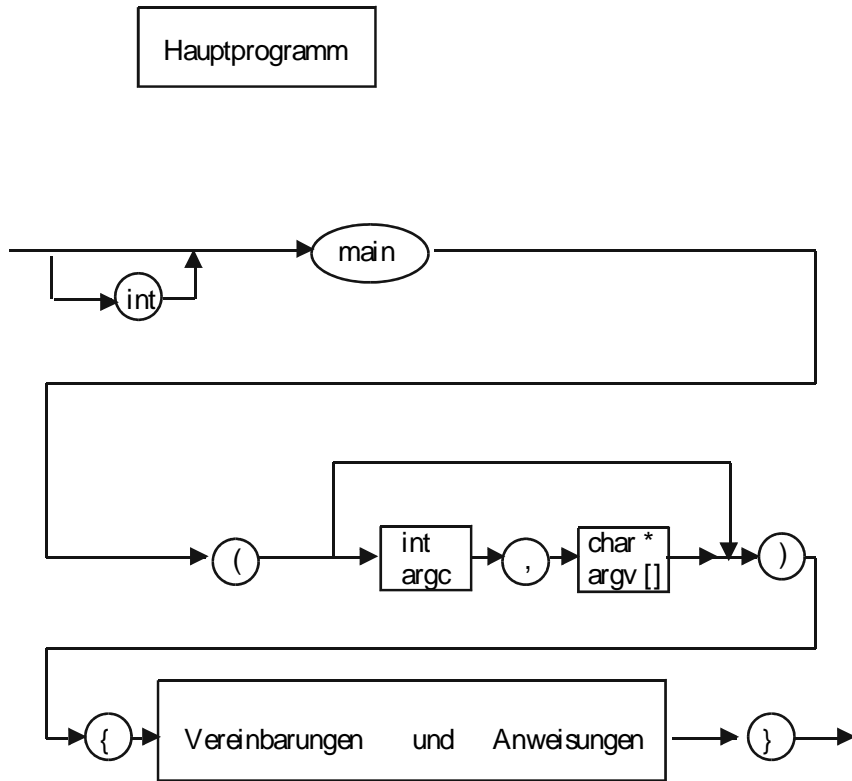 Hauptprogramm
main
int
(
int
argc
,
char *
argv []
)
{
Vereinbarungen und Anweisungen
}